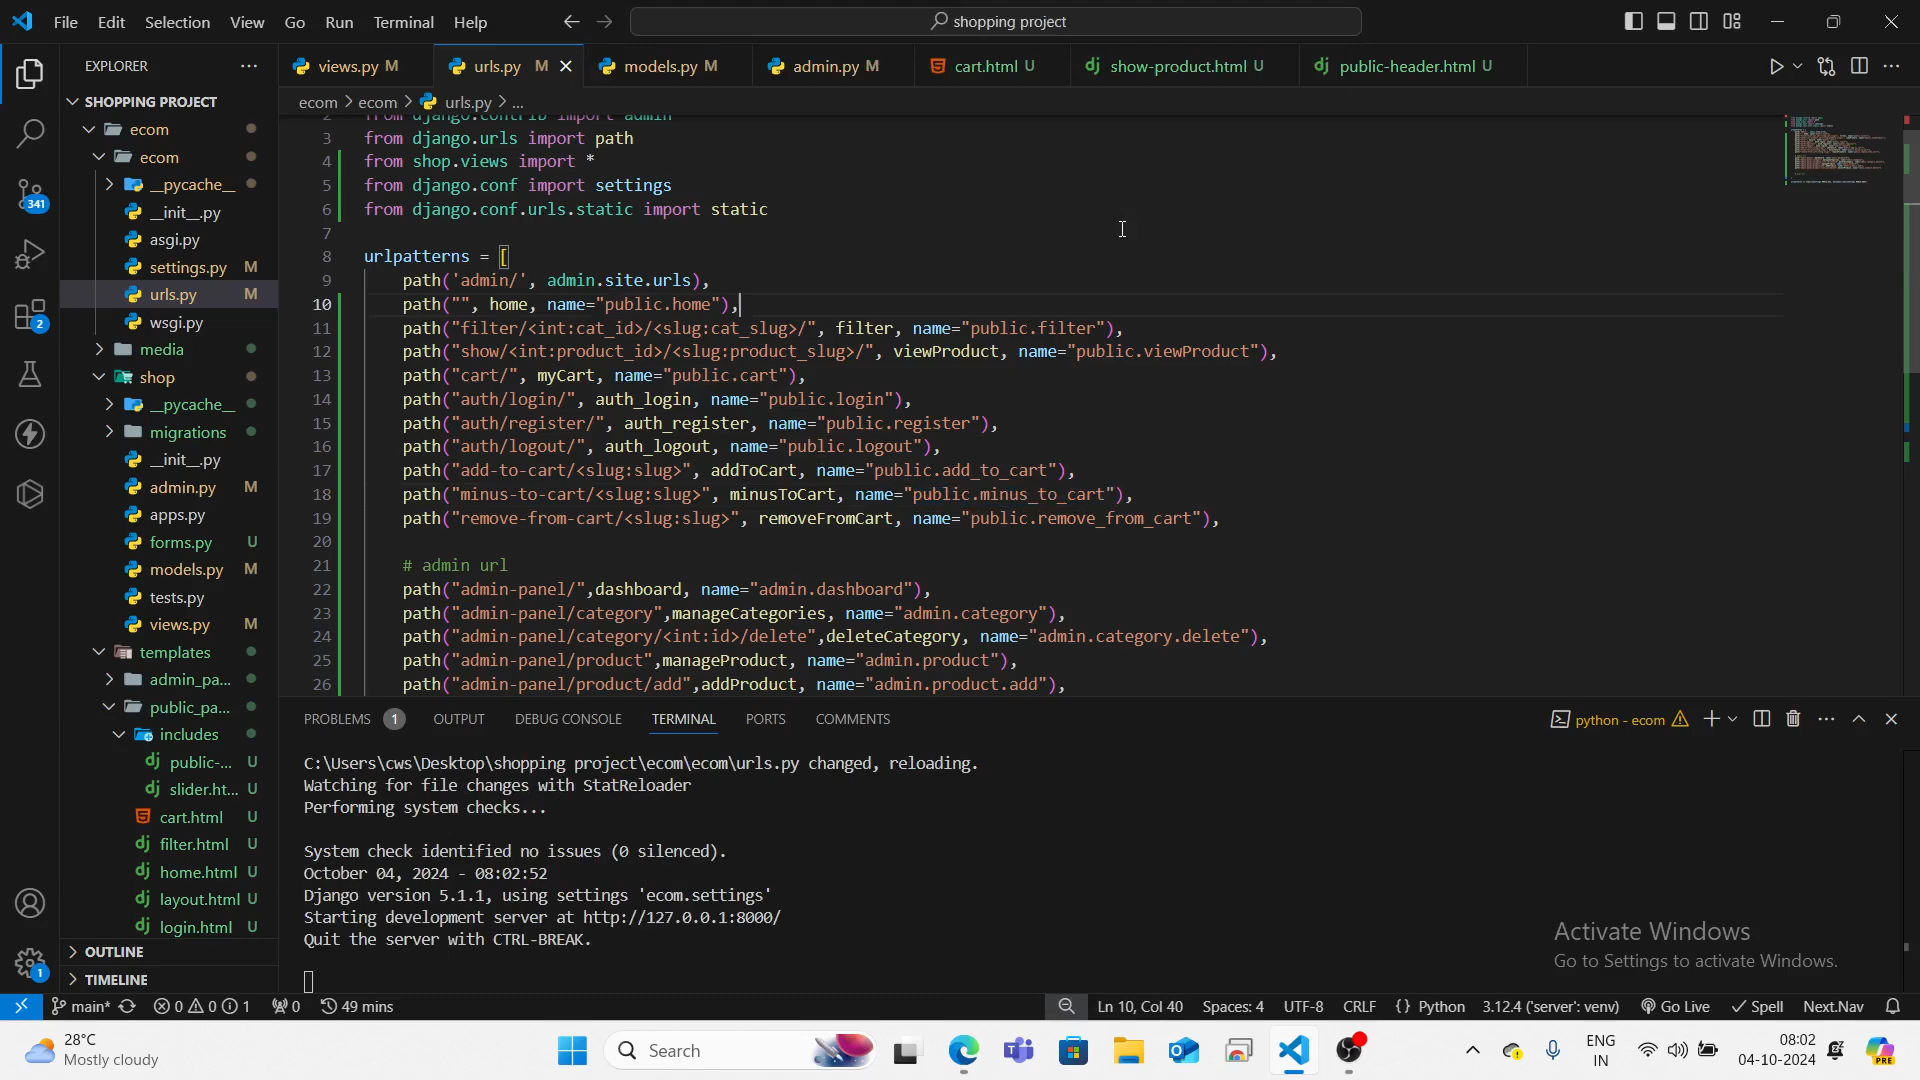 File Edit Selection View Go Run Terminal Help
shopping project
EXPLORER
SHOPPING PROJECT
ecom
ecom
__pycache__
__init__.py
asgi.py
settings.py M
urls.py M
wsgi.py
media
shop
__pycache__
migrations
__init__.py
admin.py M
apps.py
forms.py U
models.py M
tests.py
views.py M
templates
admin_pa...
public_pa...
includes
public-... U
slider.ht... U
cart.html U
filter.html U
home.html U
layout.html U
login.html U
OUTLINE
TIMELINE
341
2
1
views.py M urls.py M models.py M admin.py M cart.html U show-product.html U public-header.html U
ecom > ecom > urls.py > ...
2 from django.contrib import admin
3 from django.urls import path
4 from shop.views import *
5 from django.conf import settings
6 from django.conf.urls.static import static
7
8 urlpatterns = [
9 path('admin/', admin.site.urls),
10 path("", home, name="public.home"),
11 path("filter/<int:cat_id>/<slug:cat_slug>/", filter, name="public.filter"),
12 path("show/<int:product_id>/<slug:product_slug>/", viewProduct, name="public.viewProduct"),
13 path("cart/", myCart, name="public.cart"),
14 path("auth/login/", auth_login, name="public.login"),
15 path("auth/register/", auth_register, name="public.register"),
16 path("auth/logout/", auth_logout, name="public.logout"),
17 path("add-to-cart/<slug:slug>", addToCart, name="public.add_to_cart"),
18 path("minus-to-cart/<slug:slug>", minusToCart, name="public.minus_to_cart"),
19 path("remove-from-cart/<slug:slug>", removeFromCart, name="public.remove_from_cart"),
20
21 # admin url
22 path("admin-panel/",dashboard, name="admin.dashboard"),
23 path("admin-panel/category",manageCategories, name="admin.category"),
24 path("admin-panel/category/<int:id>/delete",deleteCategory, name="admin.category.delete"),
25 path("admin-panel/product",manageProduct, name="admin.product"),
26 path("admin-panel/product/add",addProduct, name="admin.product.add"),
PROBLEMS 1 OUTPUT DEBUG CONSOLE TERMINAL PORTS COMMENTS
python - ecom
C:\Users\cws\Desktop\shopping project\ecom\ecom\urls.py changed, reloading.
Watching for file changes with StatReloader
Performing system checks...
System check identified no issues (0 silenced).
October 04, 2024 - 08:02:52
Django version 5.1.1, using settings 'ecom.settings'
Starting development server at http://127.0.0.1:8000/
Quit the server with CTRL-BREAK.
Activate Windows
Go to Settings to activate Windows.
main* 0 0 1 0 49 mins
Ln 10, Col 40 Spaces: 4 UTF-8 CRLF {} Python 3.12.4 ('server': venv) Go Live Spell Next.Nav
28°C
Mostly cloudy
Search
ENG
IN
08:02
04-10-2024
PRE